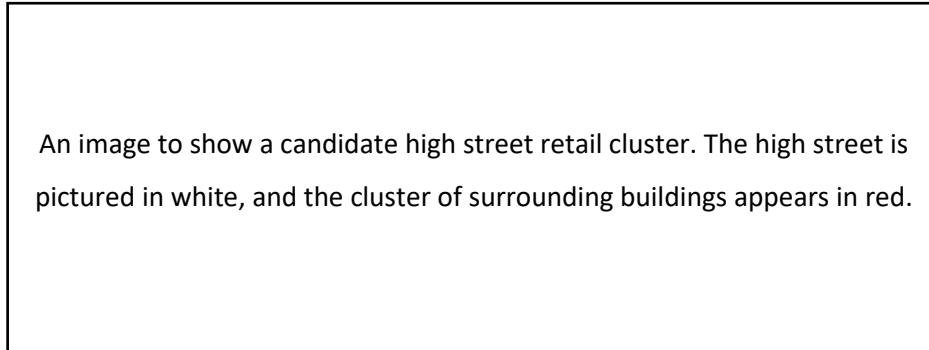 An image to show a candidate high street retail cluster. The high street is
pictured in white, and the cluster of surrounding buildings appears in red.